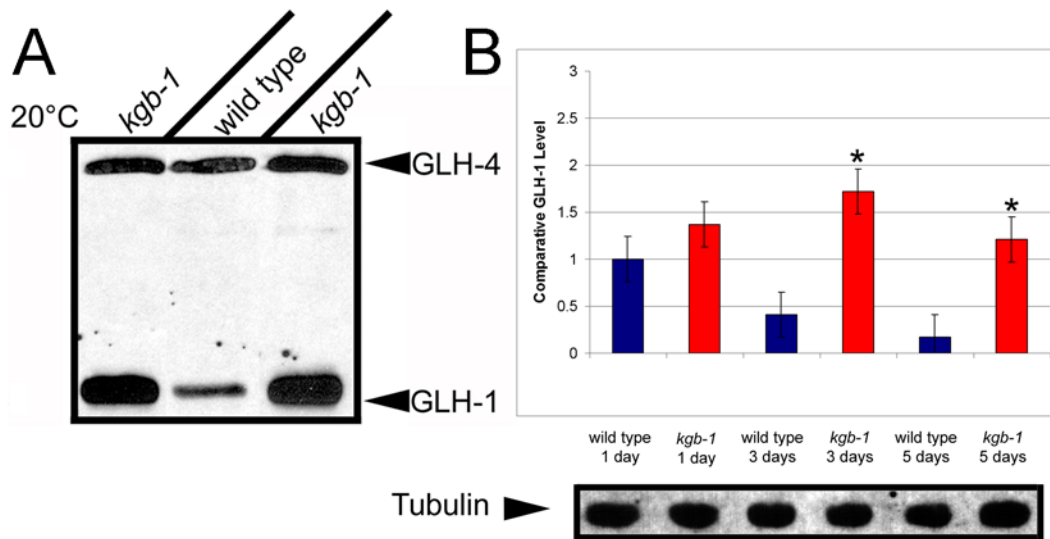 A
20°C
kgb-1
wild type
kgb-1
GLH-4
GLH-1
B
Comparative GLH-1 Level
3
2.5
2
1.5
1
0.5
0
*
*
wild type kgb-1 wild type kgb-1 wild type kgb-1
1 day 1 day 3 days 3 days 5 days 5 days
Tubulin